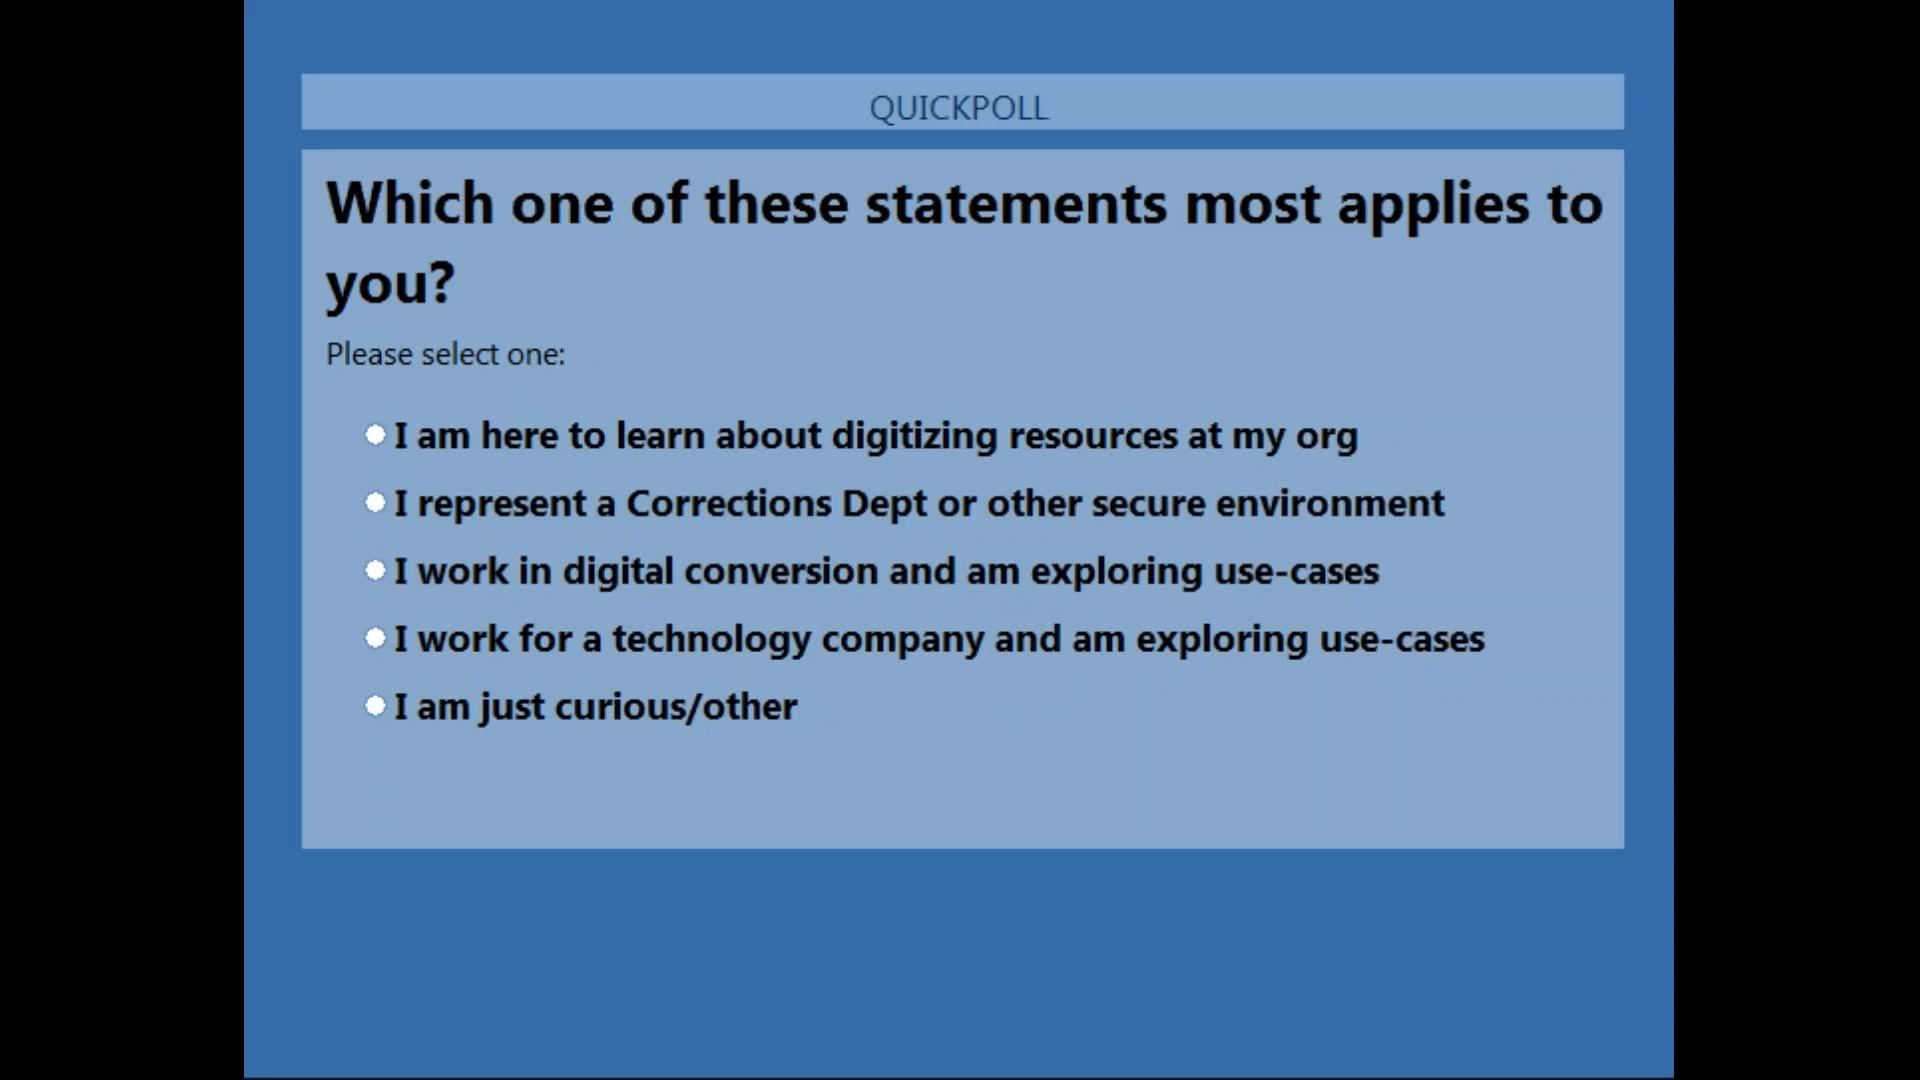 QUICKPOLL
Which one of these statements most applies to
you?
Please select one:
I am here to learn about digitizing resources at my org
I represent a Corrections Dept or other secure environment
I work in digital conversion and am exploring use-cases
I work for a technology company and am exploring use-cases
I am just curious/other